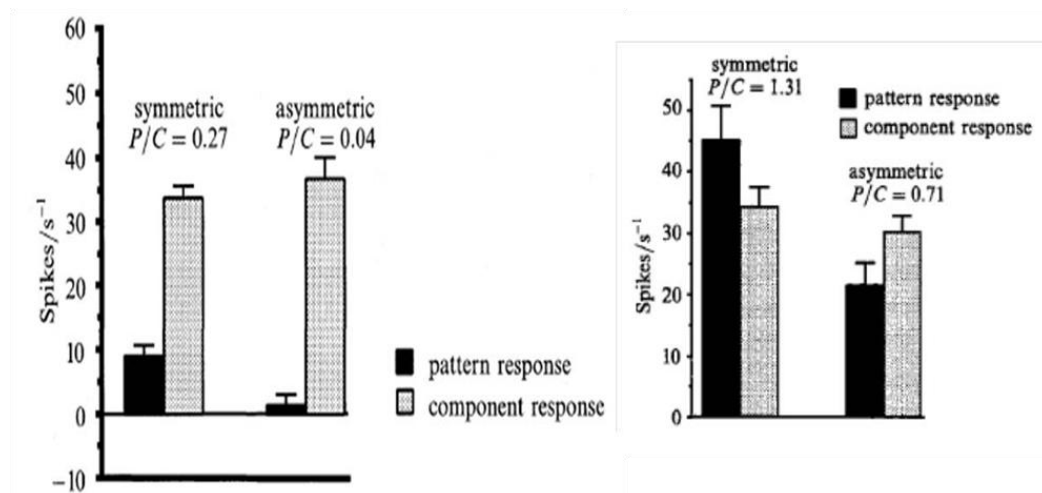 60
50
40
30
20
10
0
−10
Spikes/s⁻¹
symmetric
P/C = 0.27
asymmetric
P/C = 0.04
pattern response
component response
50
40
30
20
10
0
Spikes/s⁻¹
symmetric
P/C = 1.31
pattern response
component response
asymmetric
P/C = 0.71